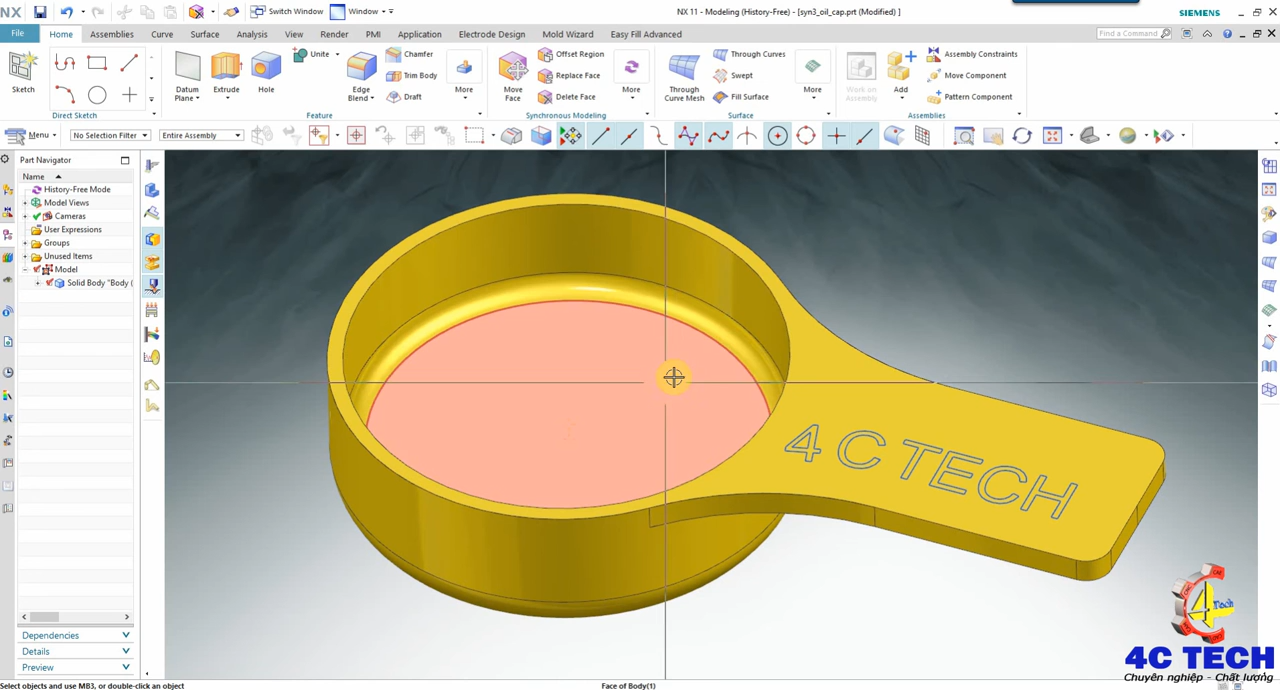 NX
Switch Window
Window
NX 11 - Modeling (History-Free) - [syn3_oil_cap.prt (Modified) ]
SIEMENS
File
Home
Assemblies
Curve
Surface
Analysis
View
Render
PMI
Application
Electrode Design
Mold Wizard
Easy Fill Advanced
Find a Command
Sketch
Direct Sketch
Datum
Plane
Extrude
Hole
Unite
Edge
Blend
Chamfer
Trim Body
Draft
More
Feature
Move
Face
Offset Region
Replace Face
Delete Face
More
Synchronous Modeling
Through
Curve Mesh
Through Curves
Swept
Fill Surface
More
Surface
Work on
Assembly
Add
Assembly Constraints
Move Component
Pattern Component
Assemblies
Menu
No Selection Filter
Entire Assembly
Part Navigator
Name
History-Free Mode
Model Views
Cameras
User Expressions
Groups
Unused Items
Model
Solid Body "Body (
Dependencies
Details
Preview
4 C TECH
4
Tech
4C TECH
Chuyên nghiệp - Chất lượng
Select objects and use MB3, or double-click an object
Face of Body(1)